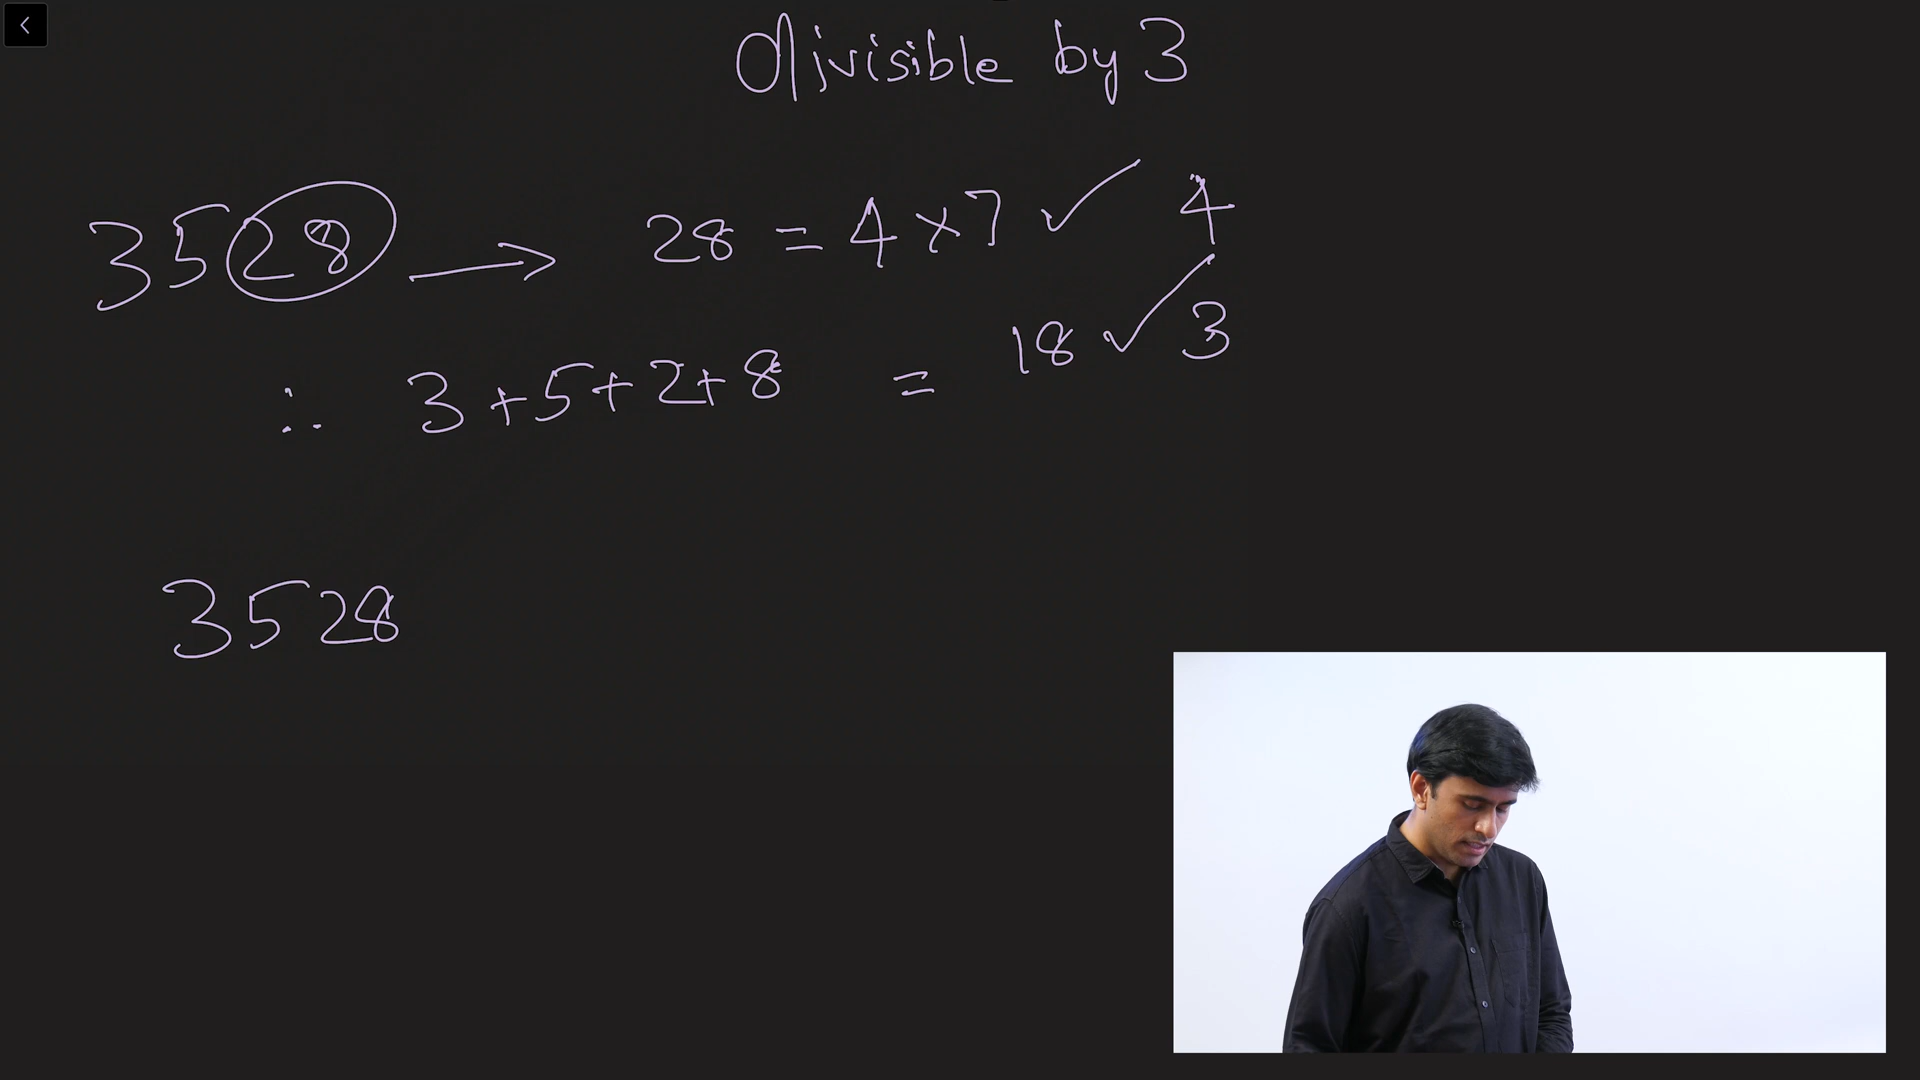 divisible by 3
3528 → 28 = 4×7 ✓ 4
∴ 3+5+2+8 = 18 ✓ 3
3528